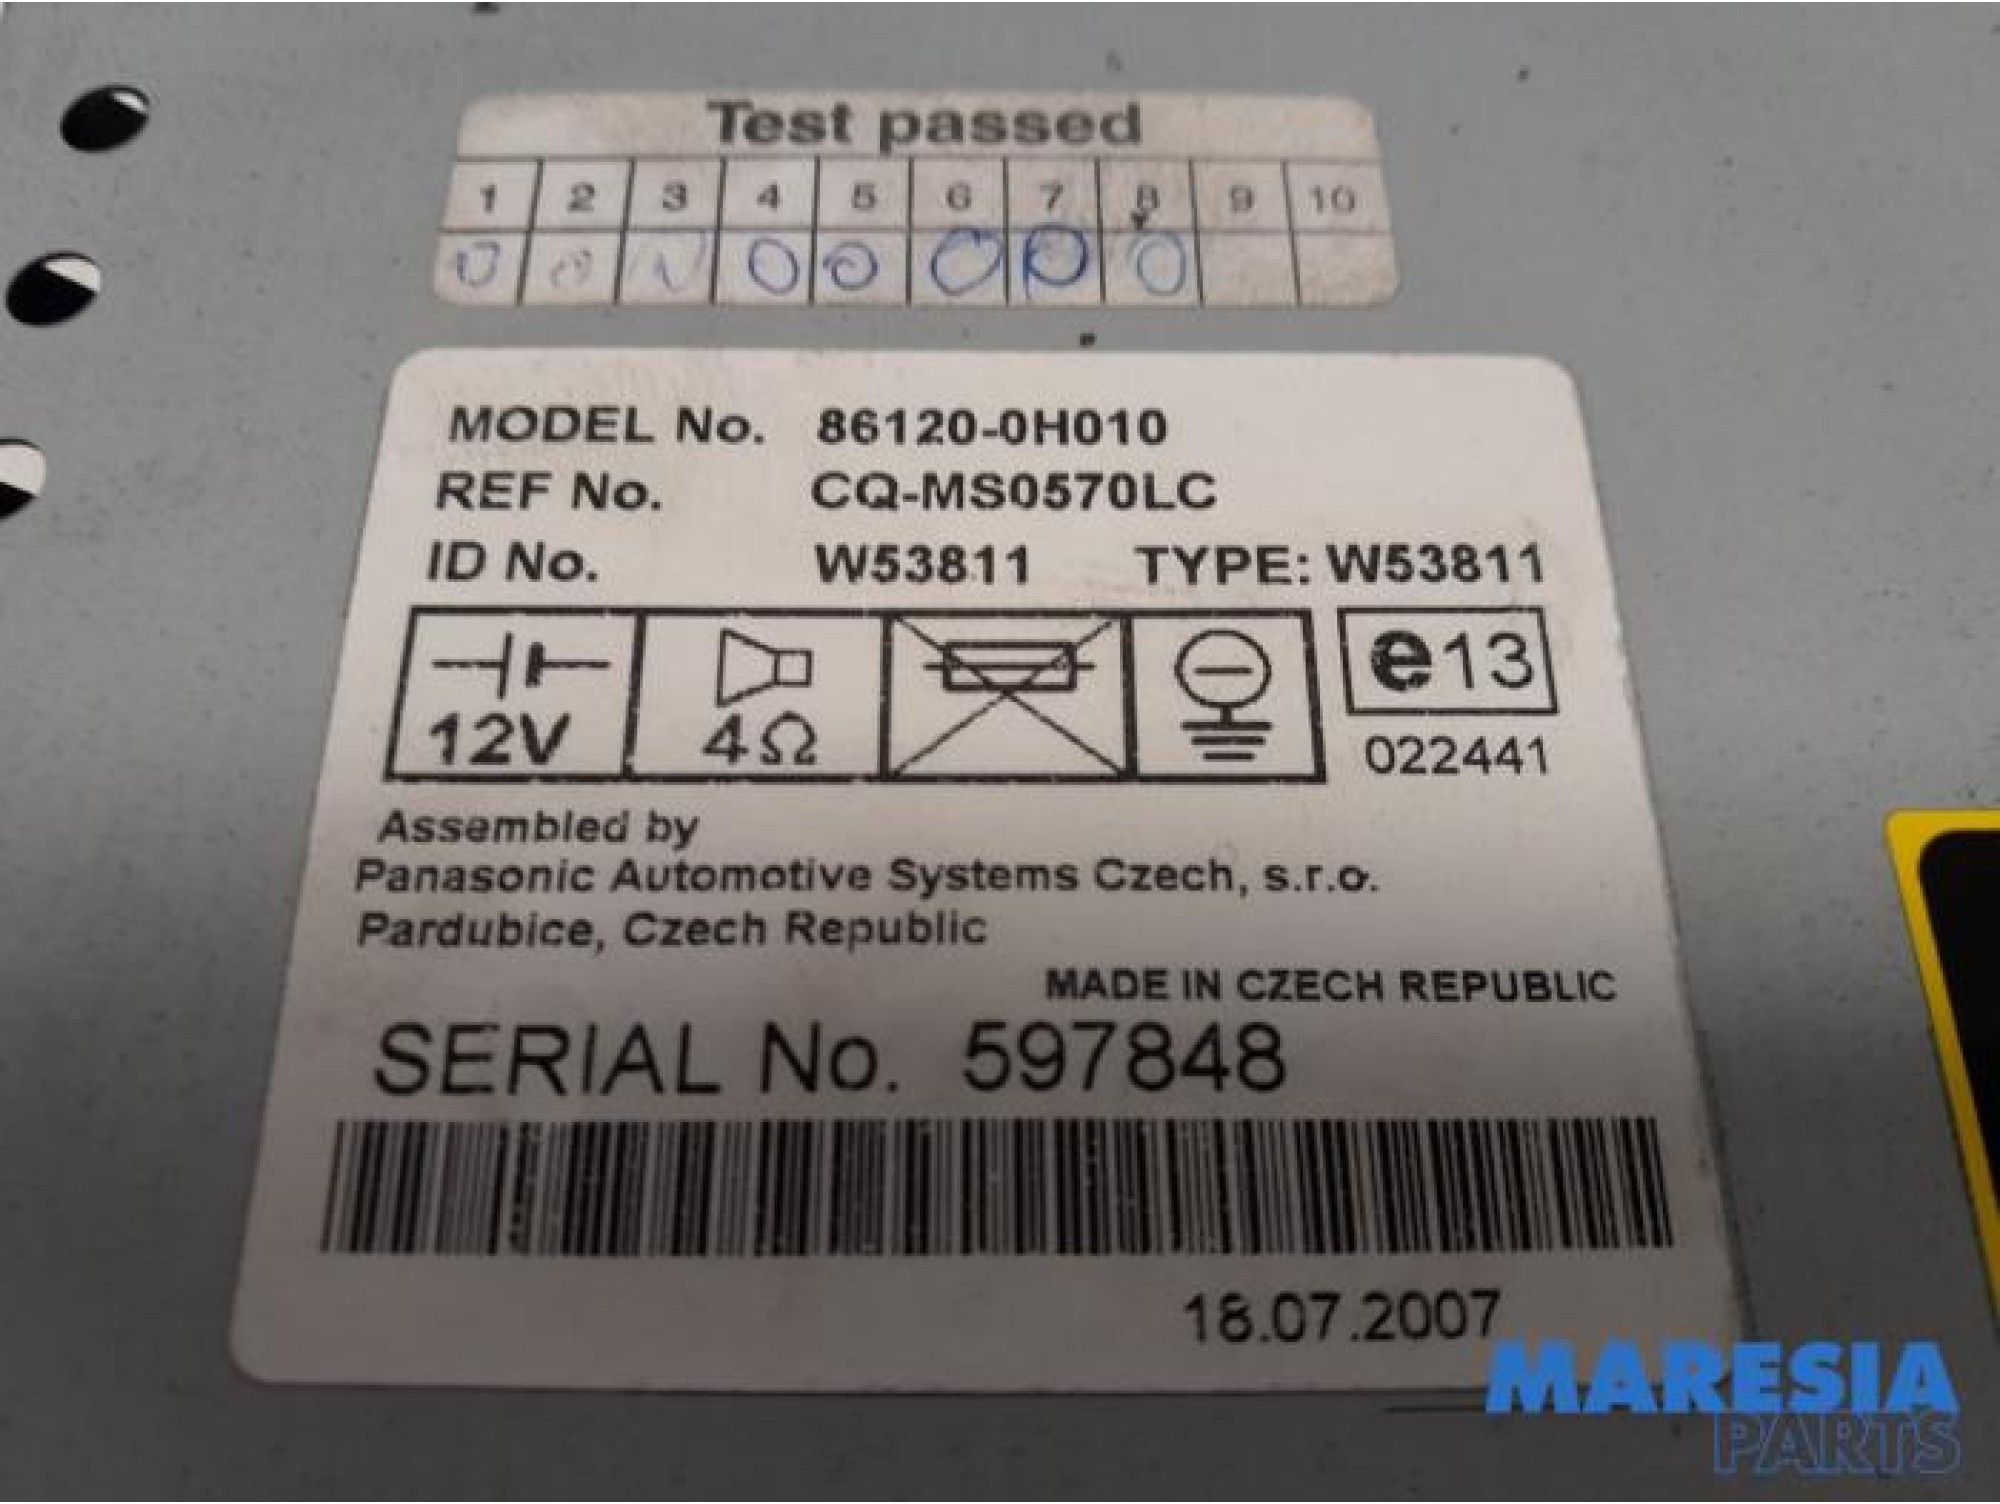 Test passed
1 2 3 4 5 6 7 8 9 10
MODEL No. 86120-0H010
REF No. CQ-MS0570LC
ID No. W53811 TYPE: W53811
12V 4Ω e13
022441
Assembled by
Panasonic Automotive Systems Czech, s.r.o.
Pardubice, Czech Republic
MADE IN CZECH REPUBLIC
SERIAL No. 597848
18.07.2007
MARESIA
PARTS